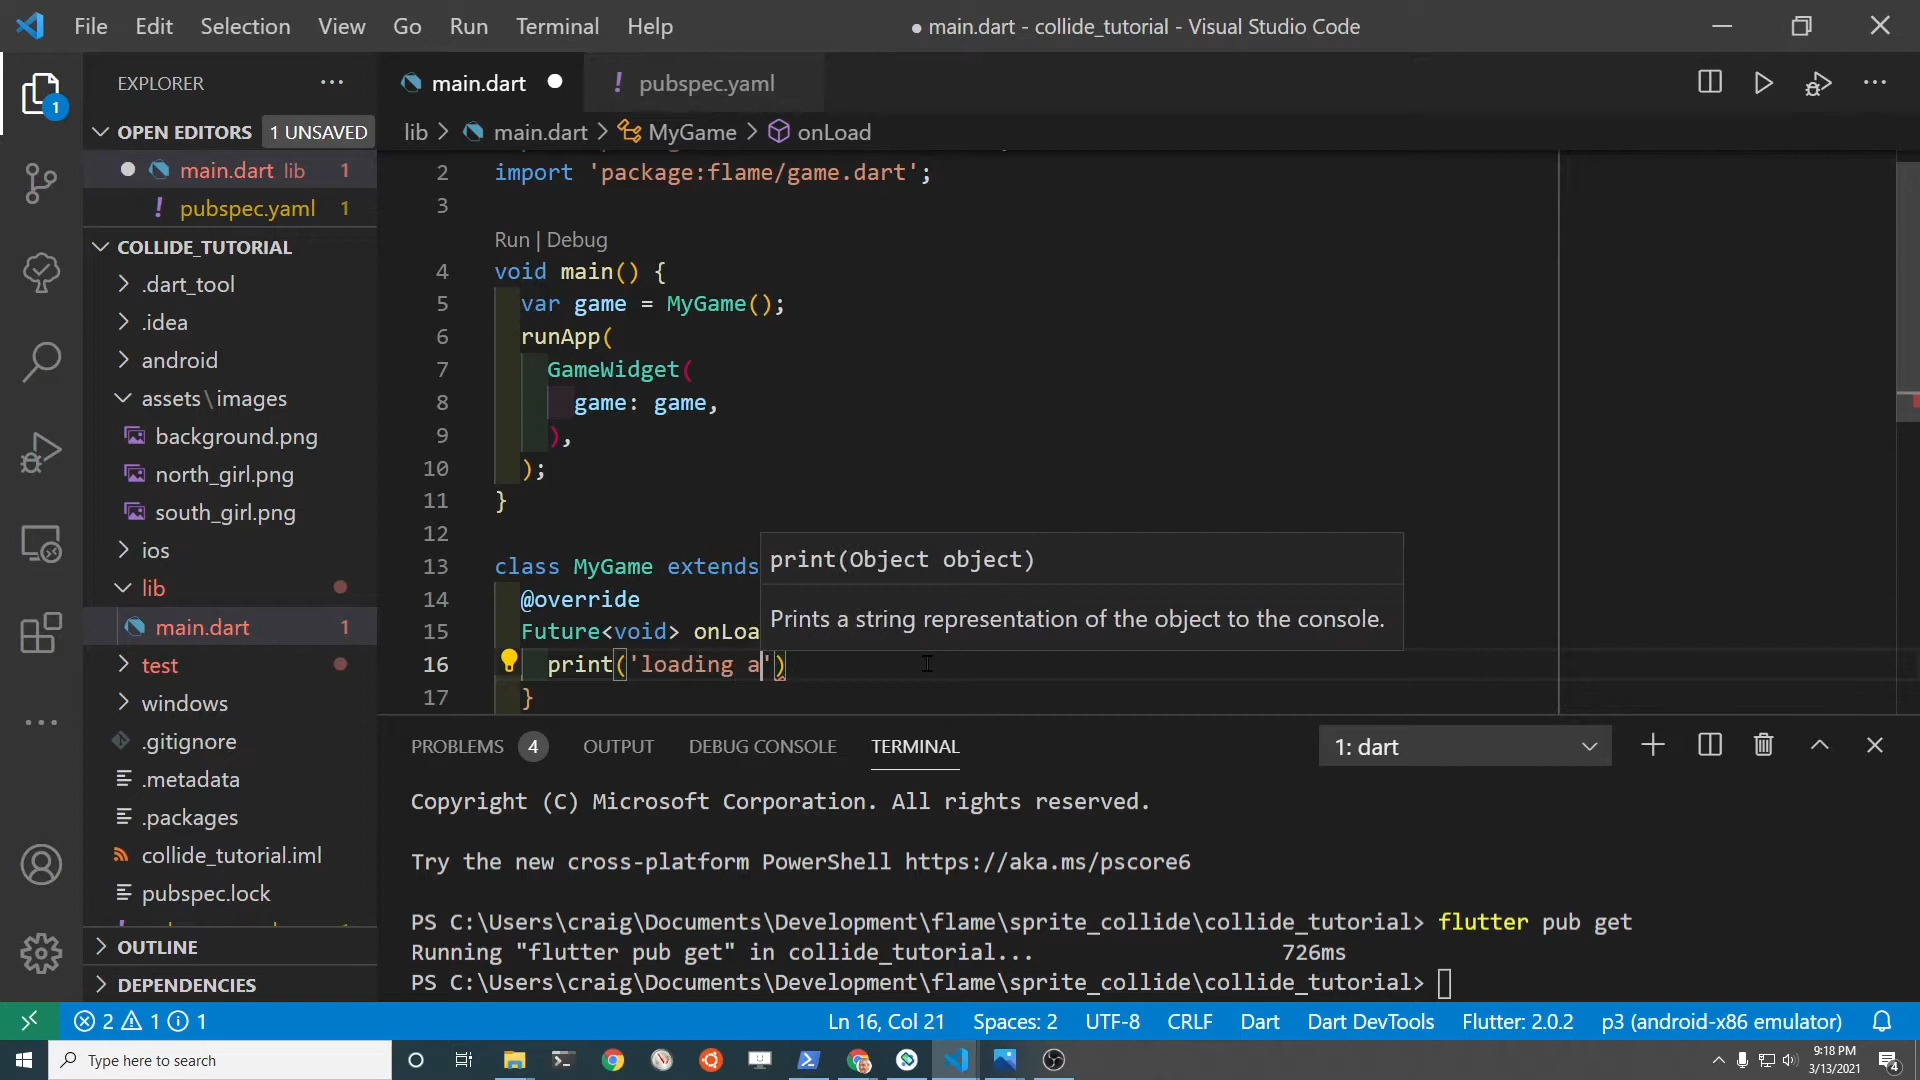 File Edit Selection View Go Run Terminal Help
● main.dart - collide_tutorial - Visual Studio Code
EXPLORER
main.dart
! pubspec.yaml
OPEN EDITORS 1 UNSAVED
lib > main.dart > MyGame > onLoad
main.dart lib 1
! pubspec.yaml 1
COLLIDE_TUTORIAL
.dart_tool
.idea
android
assets\images
background.png
north_girl.png
south_girl.png
ios
lib
main.dart 1
test
windows
.gitignore
.metadata
.packages
collide_tutorial.iml
pubspec.lock
OUTLINE
DEPENDENCIES
2 import 'package:flame/game.dart';
3
Run | Debug
4 void main() {
5 var game = MyGame();
6 runApp(
7 GameWidget(
8 game: game,
9 ),
10 );
11 }
12
13 class MyGame extends
14 @override
15 Future<void> onLoa
16 print('loading a')
17 }
print(Object object)
Prints a string representation of the object to the console.
PROBLEMS 4 OUTPUT DEBUG CONSOLE TERMINAL
1: dart
Copyright (C) Microsoft Corporation. All rights reserved.
Try the new cross-platform PowerShell https://aka.ms/pscore6
PS C:\Users\craig\Documents\Development\flame\sprite_collide\collide_tutorial> flutter pub get
Running "flutter pub get" in collide_tutorial... 726ms
PS C:\Users\craig\Documents\Development\flame\sprite_collide\collide_tutorial>
2 1 1
Ln 16, Col 21 Spaces: 2 UTF-8 CRLF Dart Dart DevTools Flutter: 2.0.2 p3 (android-x86 emulator)
Type here to search
9:18 PM
3/13/2021
4
1